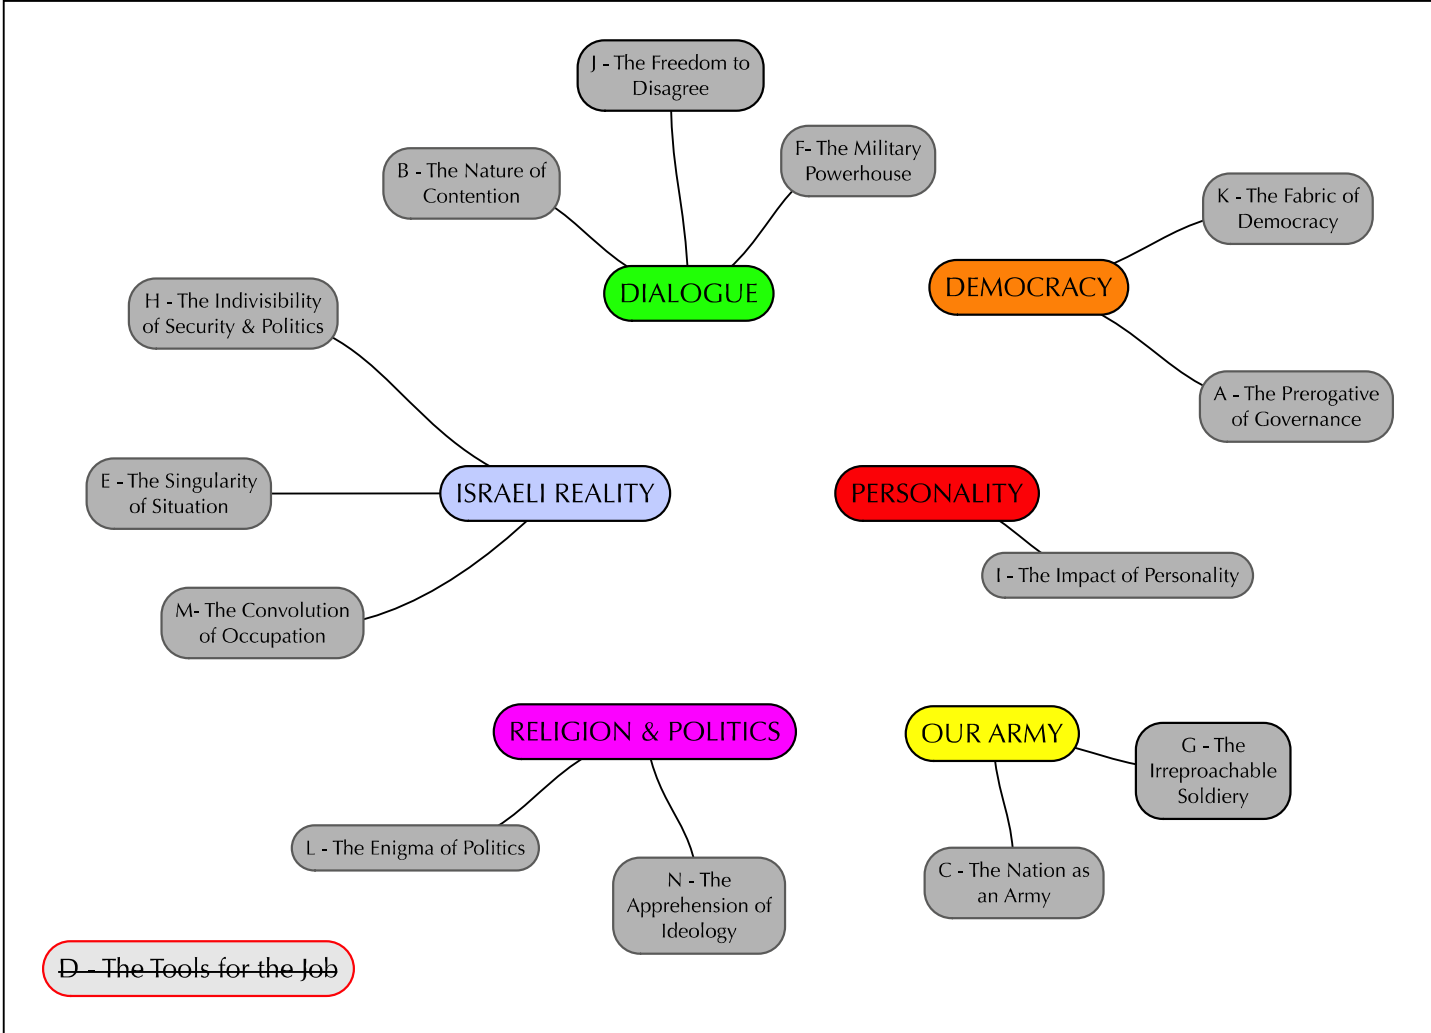 J - The Freedom to
Disagree
B - The Nature of
Contention
F- The Military
Powerhouse
DIALOGUE
K - The Fabric of
Democracy
DEMOCRACY
A - The Prerogative
of Governance
H - The Indivisibility
of Security & Politics
E - The Singularity
of Situation
ISRAELI REALITY
M- The Convolution
of Occupation
PERSONALITY
I - The Impact of Personality
RELIGION & POLITICS
L - The Enigma of Politics
N - The
Apprehension of
Ideology
OUR ARMY
G - The
Irreproachable
Soldiery
C - The Nation as
an Army
D - The Tools for the Job